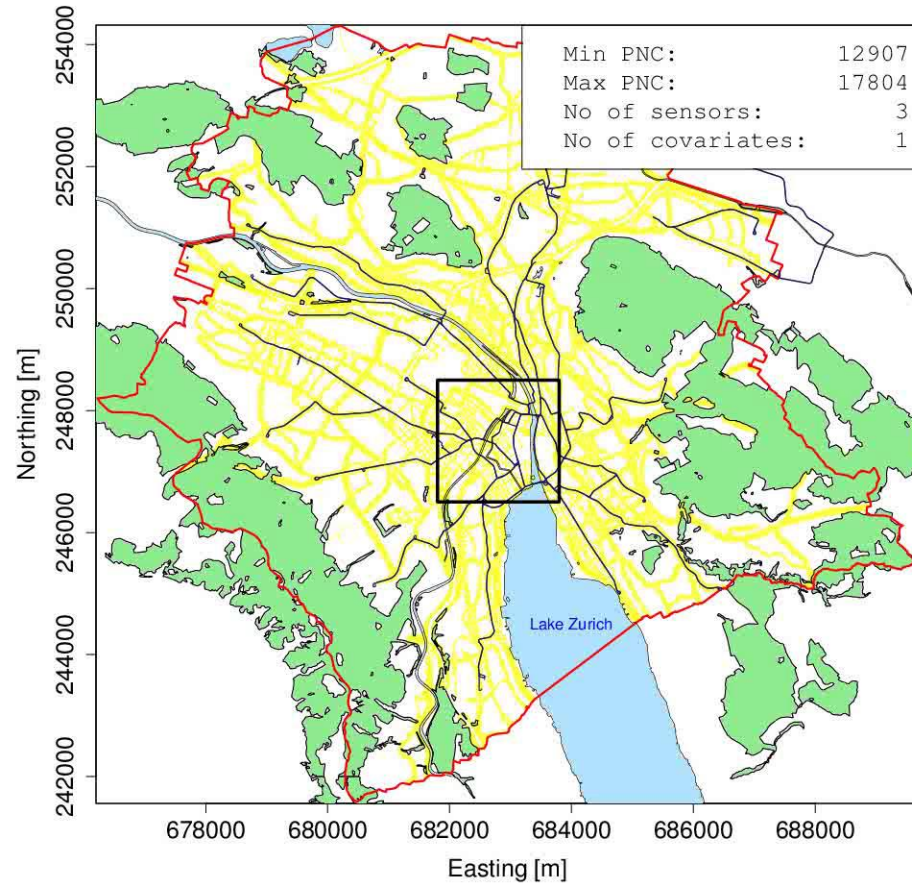 Min PNC: 12907
Max PNC: 17804
No of sensors: 3
No of covariates: 1
254000
252000
250000
248000
246000
244000
242000
Northing [m]
Lake Zurich
678000 680000 682000 684000 686000 688000
Easting [m]